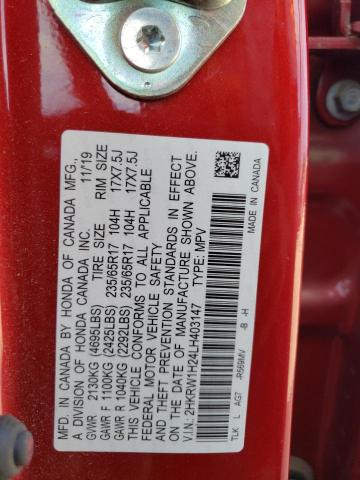 MFD. IN CANADA BY HONDA OF CANADA MFG.,
A DIVISION OF HONDA CANADA INC. 11/19
GVWR 2130KG (4695LBS) TIRE SIZE RIM SIZE
GAWR F 1100KG (2425LBS) 235/65R17 104H 17X7.5J
GAWR R 1040KG (2292LBS) 235/65R17 104H 17X7.5J
THIS VEHICLE CONFORMS TO ALL APPLICABLE
FEDERAL MOTOR VEHICLE SAFETY
AND THEFT PREVENTION STANDARDS IN EFFECT
ON THE DATE OF MANUFACTURE SHOWN ABOVE.
V.I.N.: 2HKRW1H24LH403147 TYPE: MPV
TLK L AG7 JR569MV -B -H MADE IN CANADA